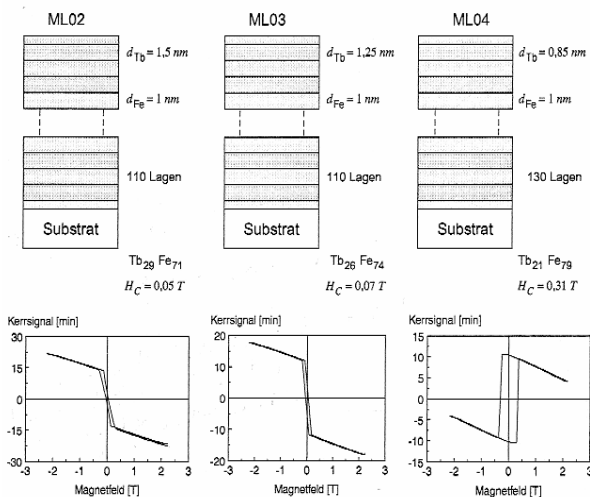 ML02 ML03 ML04
d_Tb = 1,5 nm d_Tb = 1,25 nm d_Tb = 0,85 nm
d_Fe = 1 nm d_Fe = 1 nm d_Fe = 1 nm
110 Lagen 110 Lagen 130 Lagen
Substrat Substrat Substrat
Tb29 Fe71 Tb26 Fe74 Tb21 Fe79
H_C = 0,05 T H_C = 0,07 T H_C = 0,31 T
Kerrsignal [min]
30
15
0
-15
-30
-3 -2 -1 0 1 2 3
Magnetfeld [T]
Kerrsignal [min]
20
10
0
-10
-20
-3 -2 -1 0 1 2 3
Magnetfeld [T]
Kerrsignal [min]
15
10
5
0
-5
-10
-15
-3 -2 -1 0 1 2 3
Magnetfeld [T]